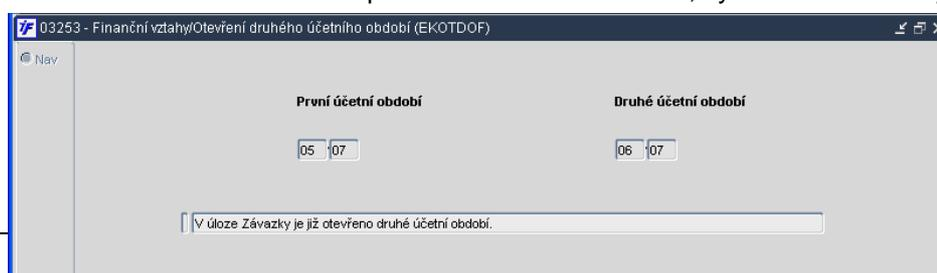 03253 - Finanční vztahy/Otevření druhého účetního období (EKOTDOF)
Nav
První účetní období Druhé účetní období
05 07 06 07
V úloze Závazky je již otevřeno druhé účetní období.